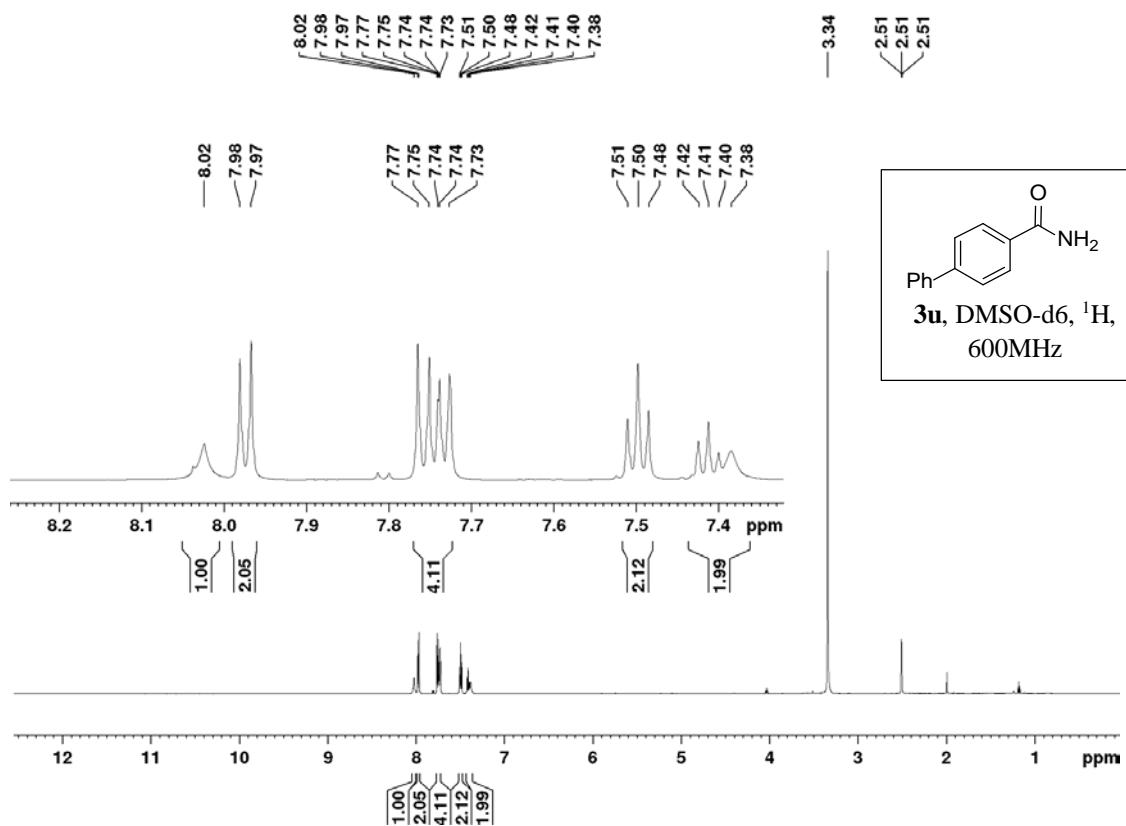 8.02 7.98 7.97 7.77 7.75 7.74 7.74 7.73 7.51 7.50 7.48 7.42 7.41 7.40 7.38 3.34 2.51 2.51 2.51
8.02 7.98 7.97 7.77 7.75 7.74 7.74 7.73 7.51 7.50 7.48 7.42 7.41 7.40 7.38
O
NH₂
Ph
3u, DMSO-d6, ¹H,
600MHz
8.2 8.1 8.0 7.9 7.8 7.7 7.6 7.5 7.4 ppm
1.00 2.05 4.11 2.12 1.99
12 11 10 9 8 7 6 5 4 3 2 1 ppm
1.00 2.05 4.11 2.12 1.99